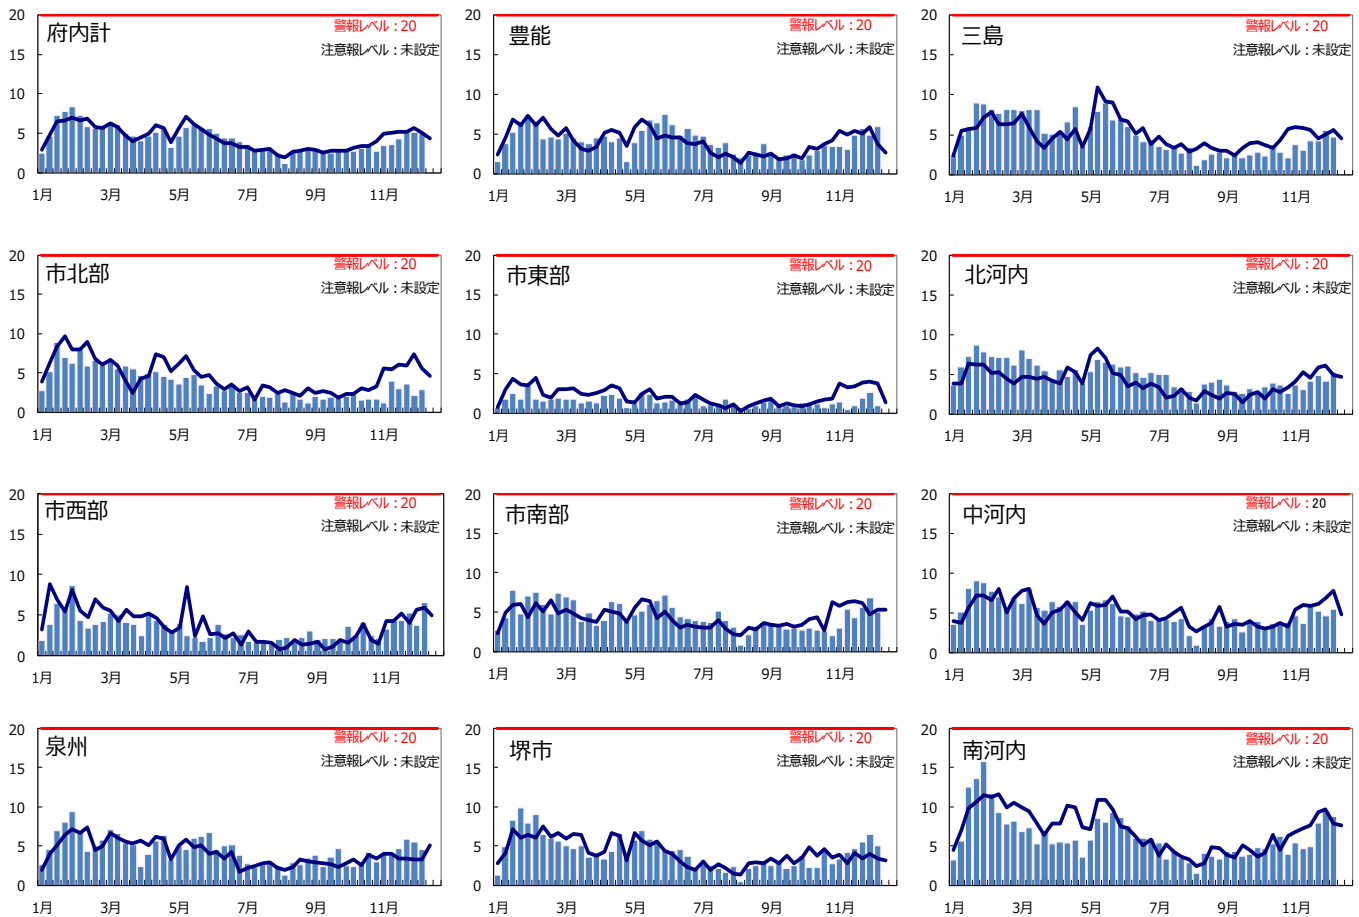 府内計
警報レベル：20
注意報レベル：未設定
20
15
10
5
0
1月 3月 5月 7月 9月 11月
豊能
警報レベル：20
注意報レベル：未設定
20
15
10
5
0
1月 3月 5月 7月 9月 11月
三島
警報レベル：20
注意報レベル：未設定
20
15
10
5
0
1月 3月 5月 7月 9月 11月
市北部
警報レベル：20
注意報レベル：未設定
20
15
10
5
0
1月 3月 5月 7月 9月 11月
市東部
警報レベル：20
注意報レベル：未設定
20
15
10
5
0
1月 3月 5月 7月 9月 11月
北河内
警報レベル：20
注意報レベル：未設定
20
15
10
5
0
1月 3月 5月 7月 9月 11月
市西部
警報レベル：20
注意報レベル：未設定
20
15
10
5
0
1月 3月 5月 7月 9月 11月
市南部
警報レベル：20
注意報レベル：未設定
20
15
10
5
0
1月 3月 5月 7月 9月 11月
中河内
警報レベル：20
注意報レベル：未設定
20
15
10
5
0
1月 3月 5月 7月 9月 11月
泉州
警報レベル：20
注意報レベル：未設定
20
15
10
5
0
1月 3月 5月 7月 9月 11月
堺市
警報レベル：20
注意報レベル：未設定
20
15
10
5
0
1月 3月 5月 7月 9月 11月
南河内
警報レベル：20
注意報レベル：未設定
20
15
10
5
0
1月 3月 5月 7月 9月 11月